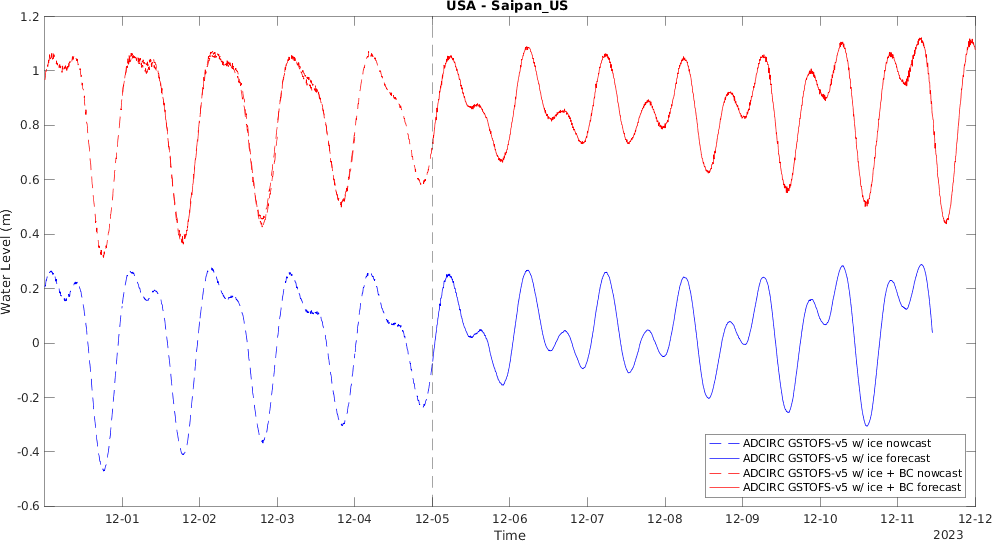 USA - Saipan_US
Water Level (m)
1.2
1
0.8
0.6
0.4
0.2
0
-0.2
-0.4
-0.6
ADCIRC GSTOFS-v5 w/ ice nowcast
ADCIRC GSTOFS-v5 w/ ice forecast
ADCIRC GSTOFS-v5 w/ ice + BC nowcast
ADCIRC GSTOFS-v5 w/ ice + BC forecast
12-01 12-02 12-03 12-04 12-05 12-06 12-07 12-08 12-09 12-10 12-11 12-12
Time
2023